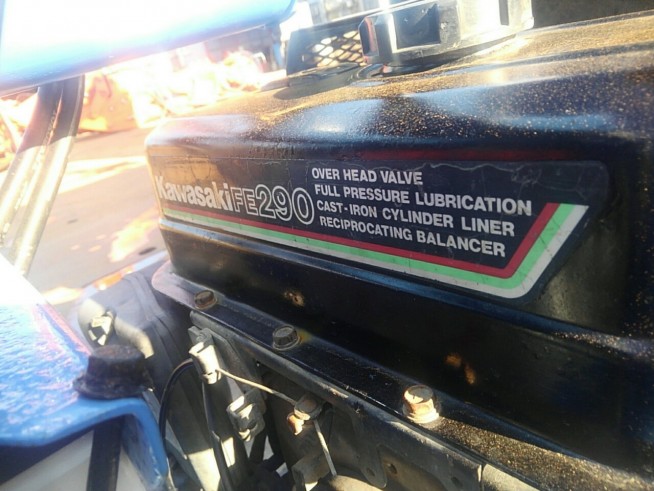 Kawasaki FE290
OVER HEAD VALVE
FULL PRESSURE LUBRICATION
CAST-IRON CYLINDER LINER
RECIPROCATING BALANCER